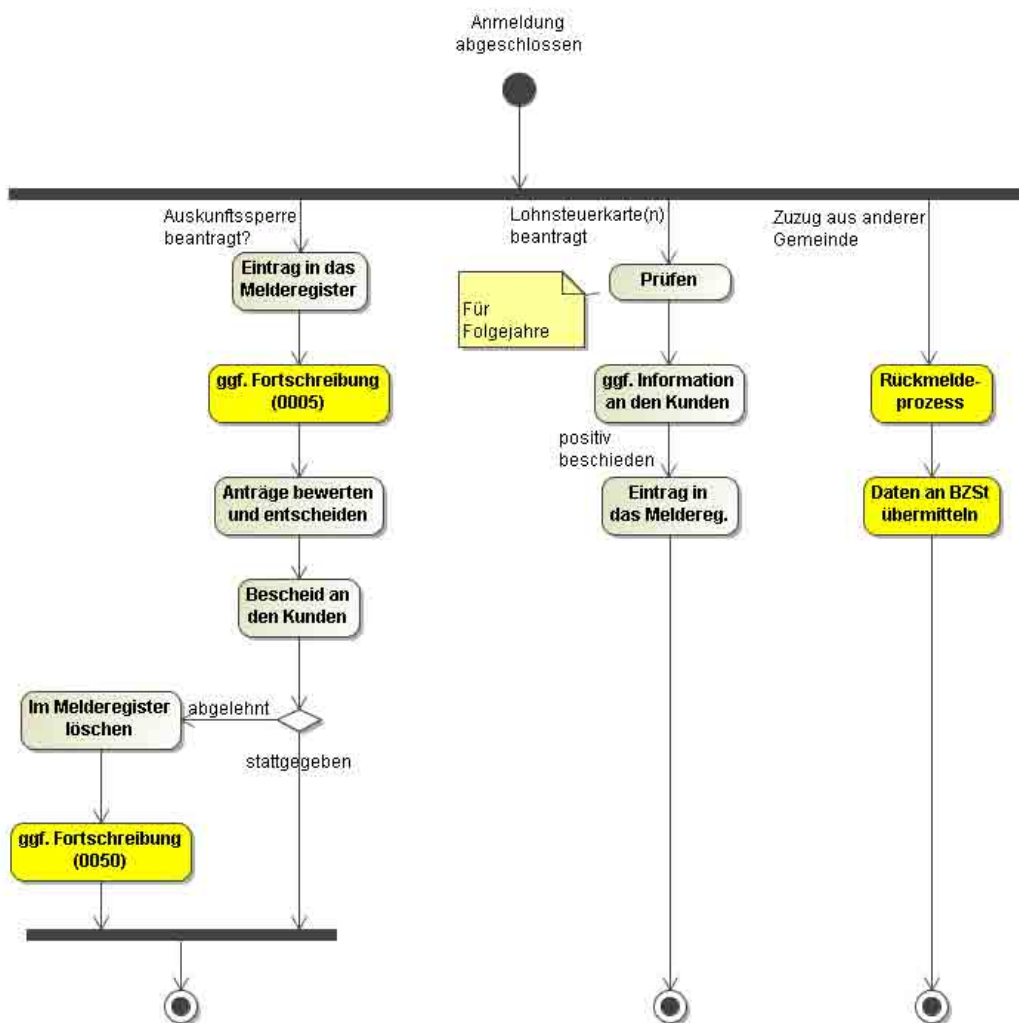 Anmeldung
abgeschlossen
Auskunftssperre
beantragt?
Eintrag in das
Melderegister
ggf. Fortschreibung
(0005)
Anträge bewerten
und entscheiden
Bescheid an
den Kunden
abgelehnt
Im Melderegister
löschen
stattgegeben
ggf. Fortschreibung
(0050)
Lohnsteuerkarte(n)
beantragt
Prüfen
Für
Folgejahre
ggf. Information
an den Kunden
positiv
beschieden
Eintrag in
das Meldereg.
Zuzug aus anderer
Gemeinde
Rückmelde-
prozess
Daten an BZSt
übermitteln